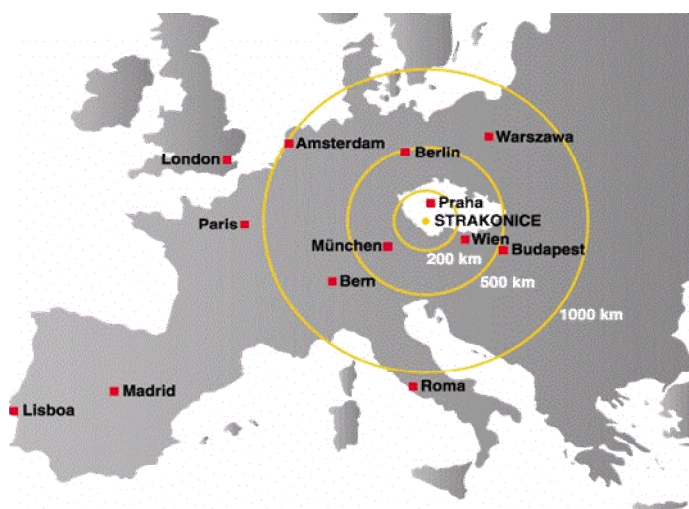 Amsterdam
Warszawa
Berlin
London
Praha
STRAKONICE
Paris
Wien
München
Budapest
200 km
Bern
500 km
1000 km
Roma
Madrid
Lisboa